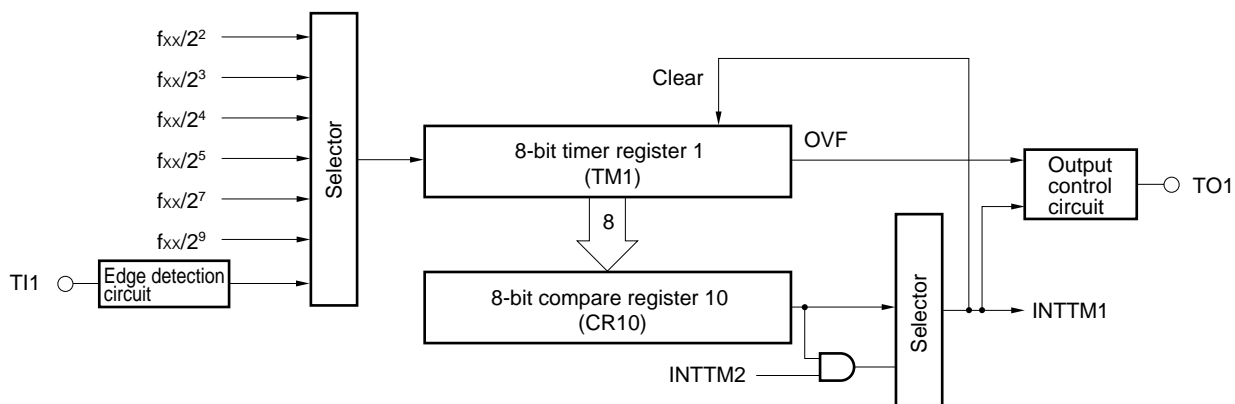 fxx/2²
fxx/2³
fxx/2⁴
fxx/2⁵
fxx/2⁷
fxx/2⁹
TI1
Edge detection
circuit
Selector
Clear
8-bit timer register 1
(TM1)
OVF
8
8-bit compare register 10
(CR10)
INTTM2
Selector
Output
control
circuit
TO1
INTTM1